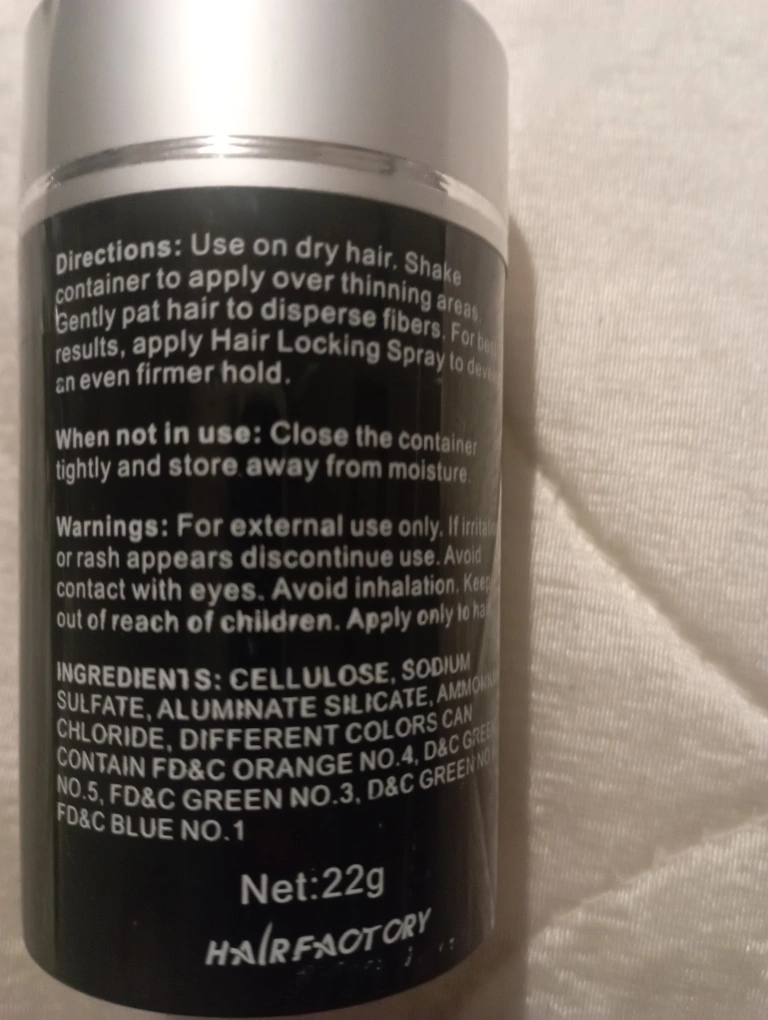 Directions: Use on dry hair. Shake
container to apply over thinning areas.
Gently pat hair to disperse fibers. For best
results, apply Hair Locking Spray to
an even firmer hold.
When not in use: Close the container
tightly and store away from moisture.
Warnings: For external use only. If
or rash appears discontinue use. Avoid
contact with eyes. Avoid inhalation. Keep
out of reach of children. Apply only to
INGREDIENTS: CELLULOSE, SODIUM
SULFATE, ALUMINATE SILICATE,
CHLORIDE, DIFFERENT COLORS CAN
CONTAIN FD&C ORANGE NO.4, D&C GREEN
NO.5, FD&C GREEN NO.3, D&C GREEN NO
FD&C BLUE NO.1
Net:22g
HAIRFACTORY